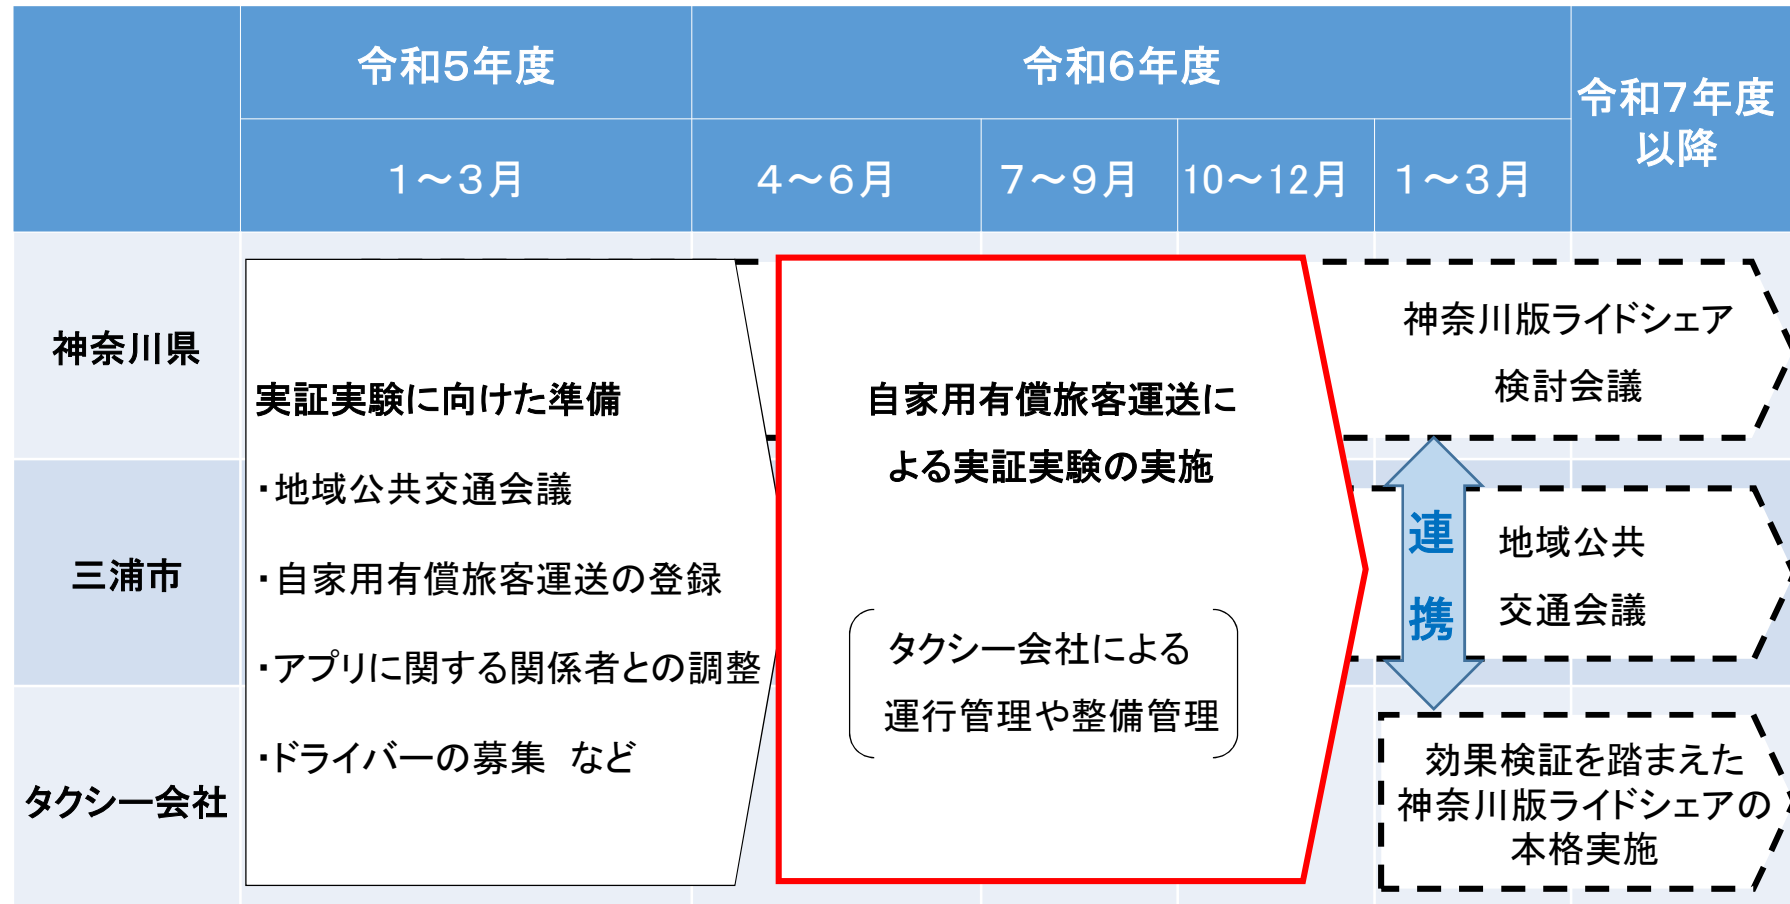 令和５年度
令和６年度
令和７年度
以降
１～３月
４～６月
７～９月
10～12月
１～３月
神奈川県
三浦市
タクシー会社
実証実験に向けた準備
・地域公共交通会議
・自家用有償旅客運送の登録
・アプリに関する関係者との調整
・ドライバーの募集　など
自家用有償旅客運送に
よる実証実験の実施
タクシー会社による
運行管理や整備管理
神奈川版ライドシェア
検討会議
連
携
地域公共
交通会議
効果検証を踏まえた
神奈川版ライドシェアの
本格実施